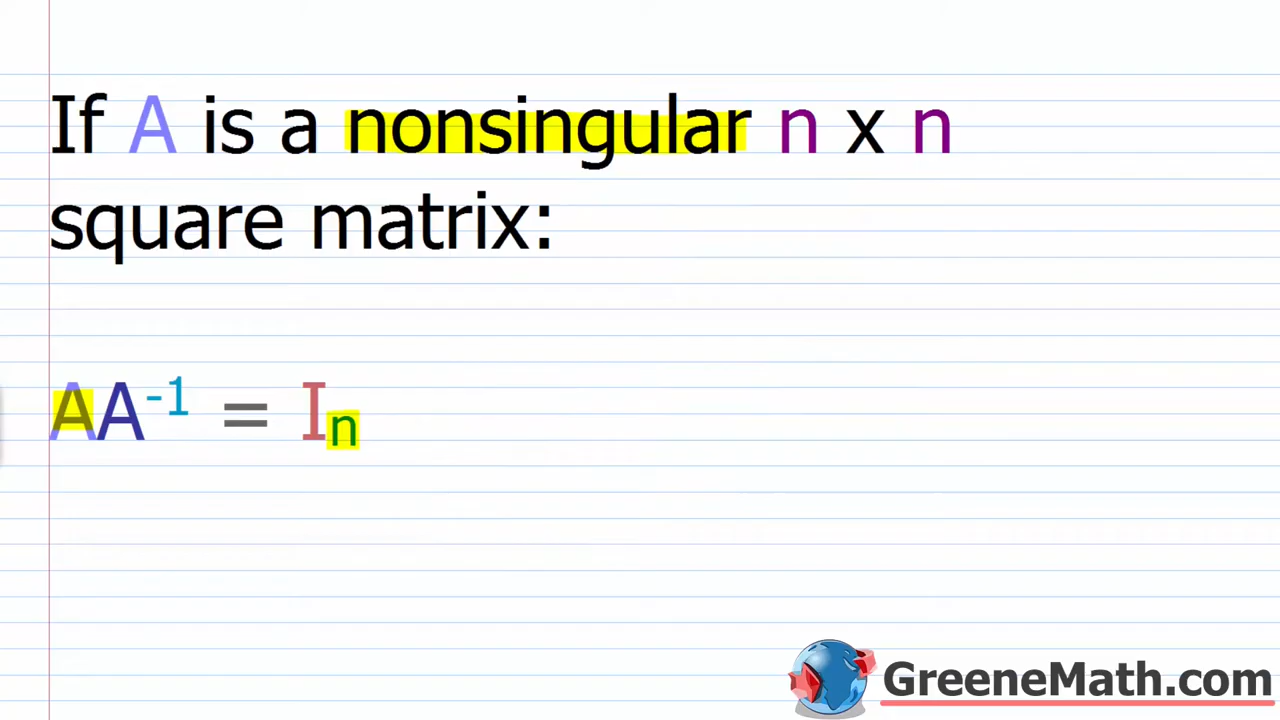 If A is a nonsingular n x n
square matrix:
AA⁻¹ = Iₙ
GreeneMath.com